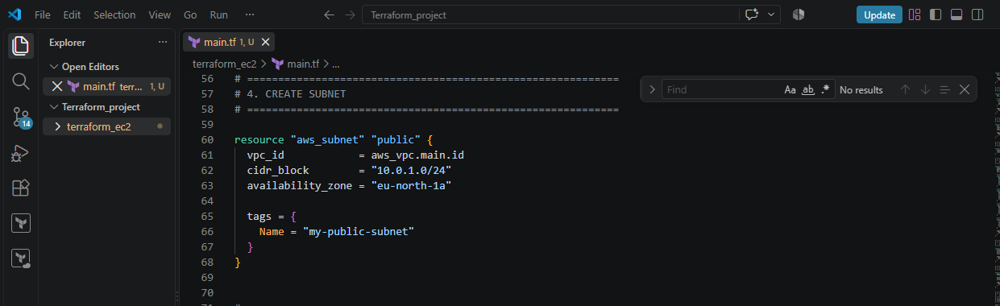 File Edit Selection View Go Run ··· Terraform_project Update
Explorer ···
main.tf 1, U
Open Editors
terraform_ec2 > main.tf > ...
main.tf terr... 1, U
Terraform_project
14
terraform_ec2
Find Aa ab .* No results
56 # ============================================================
57 # 4. CREATE SUBNET
58 # ============================================================
59
60 resource "aws_subnet" "public" {
61 vpc_id = aws_vpc.main.id
62 cidr_block = "10.0.1.0/24"
63 availability_zone = "eu-north-1a"
64
65 tags = {
66 Name = "my-public-subnet"
67 }
68 }
69
70